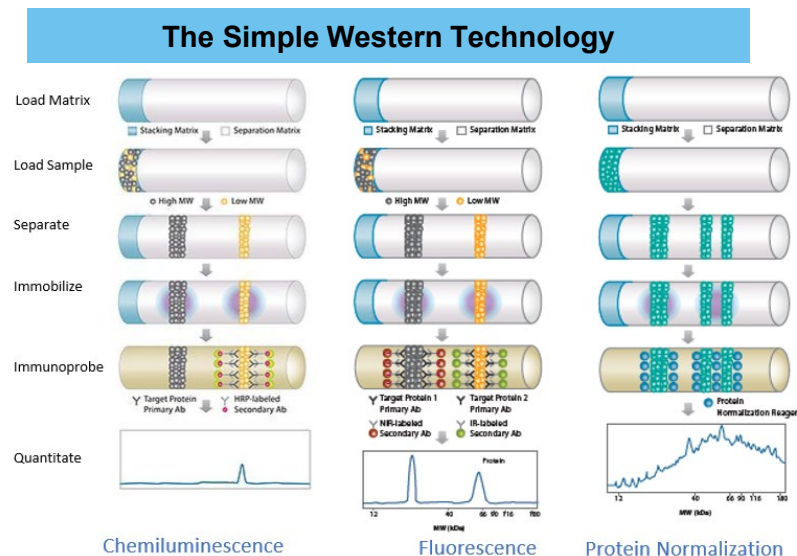 The Simple Western Technology
Load Matrix
Stacking Matrix Separation Matrix
Stacking Matrix Separation Matrix
Stacking Matrix Separation Matrix
Load Sample
High MW Low MW
High MW Low MW
Separate
Immobilize
Immunoprobe
Target Protein
Primary Ab
HRP-labeled
Secondary Ab
Target Protein 1
Primary Ab
Target Protein 2
Primary Ab
NIR-labeled
Secondary Ab
IR-labeled
Secondary Ab
Protein
Normalization Reager
Quantitate
Protein
12 40 66 90 116 180
MW (kDa)
12 40 66 90 116 180
MW (kDa)
Chemiluminescence
Fluorescence
Protein Normalization